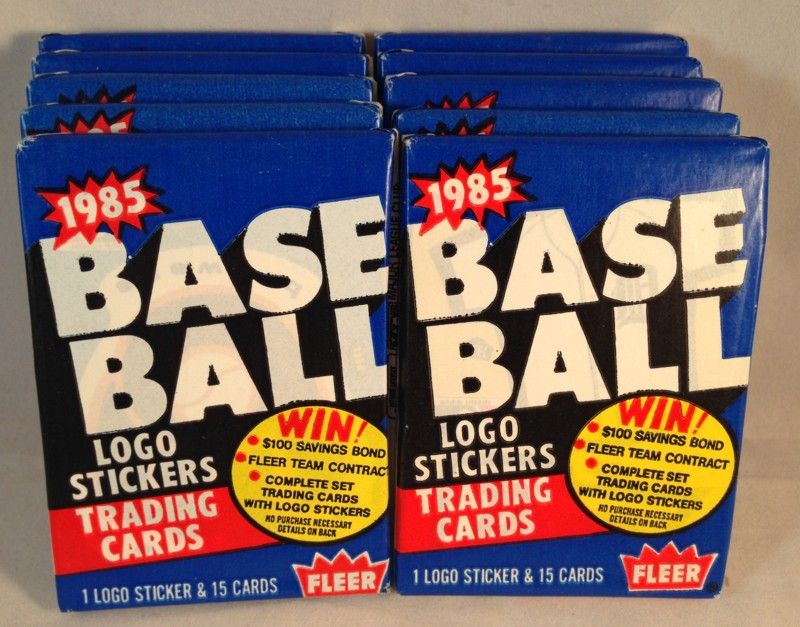 1985
BASE
BALL
LOGO
STICKERS
TRADING
CARDS
WIN!
$100 SAVINGS BOND
FLEER TEAM CONTRAC
COMPLETE SET
TRADING CARDS
WITH LOGO STICKERS
NO PURCHASE NECESSARY
DETAILS ON BACK
1 LOGO STICKER & 15 CARDS
FLEER
1985
BASE
BALL
LOGO
STICKERS
TRADING
CARDS
WIN!
$100 SAVINGS BOND
FLEER TEAM CONTRACT
COMPLETE SET
TRADING CARDS
WITH LOGO STICKERS
NO PURCHASE NECESSARY
DETAILS ON BACK
1 LOGO STICKER & 15 CARDS
FLEER